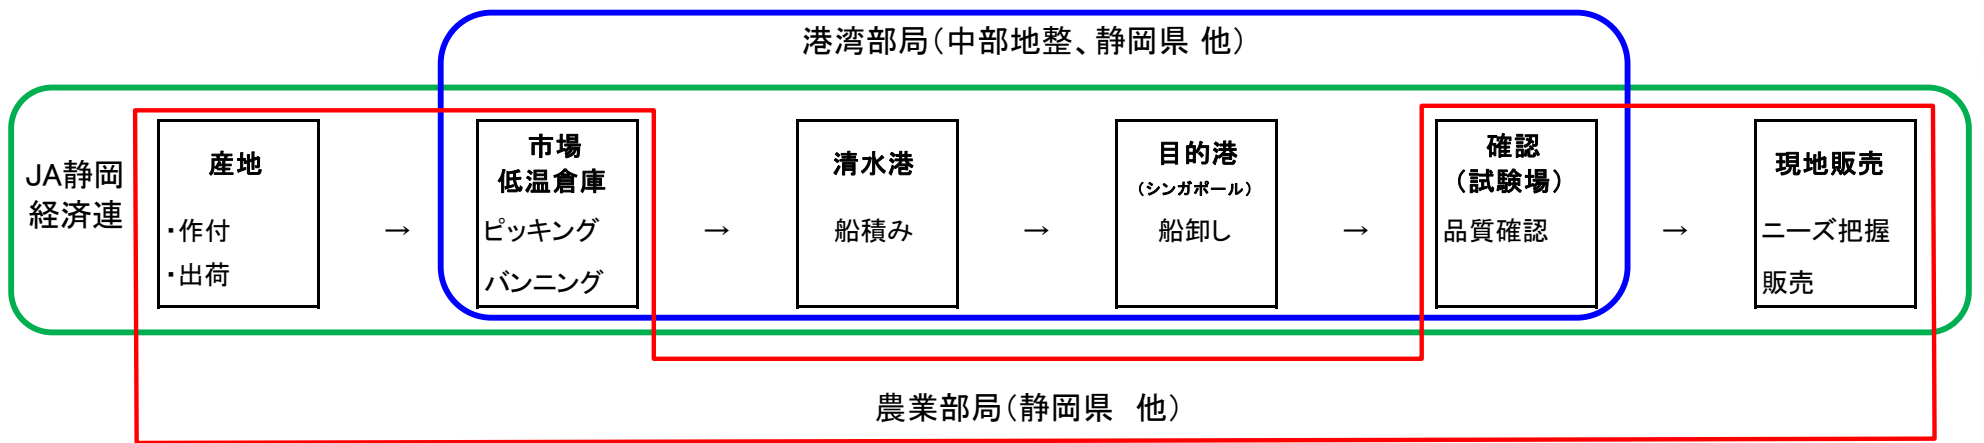 港湾部局(中部地整、静岡県 他)
JA静岡
経済連
産地
・作付
・出荷
→
市場
低温倉庫
ピッキング
バンニング
→
清水港
船積み
→
目的港
(シンガポール)
船卸し
→
確認
(試験場)
品質確認
→
現地販売
ニーズ把握
販売
農業部局(静岡県 他)